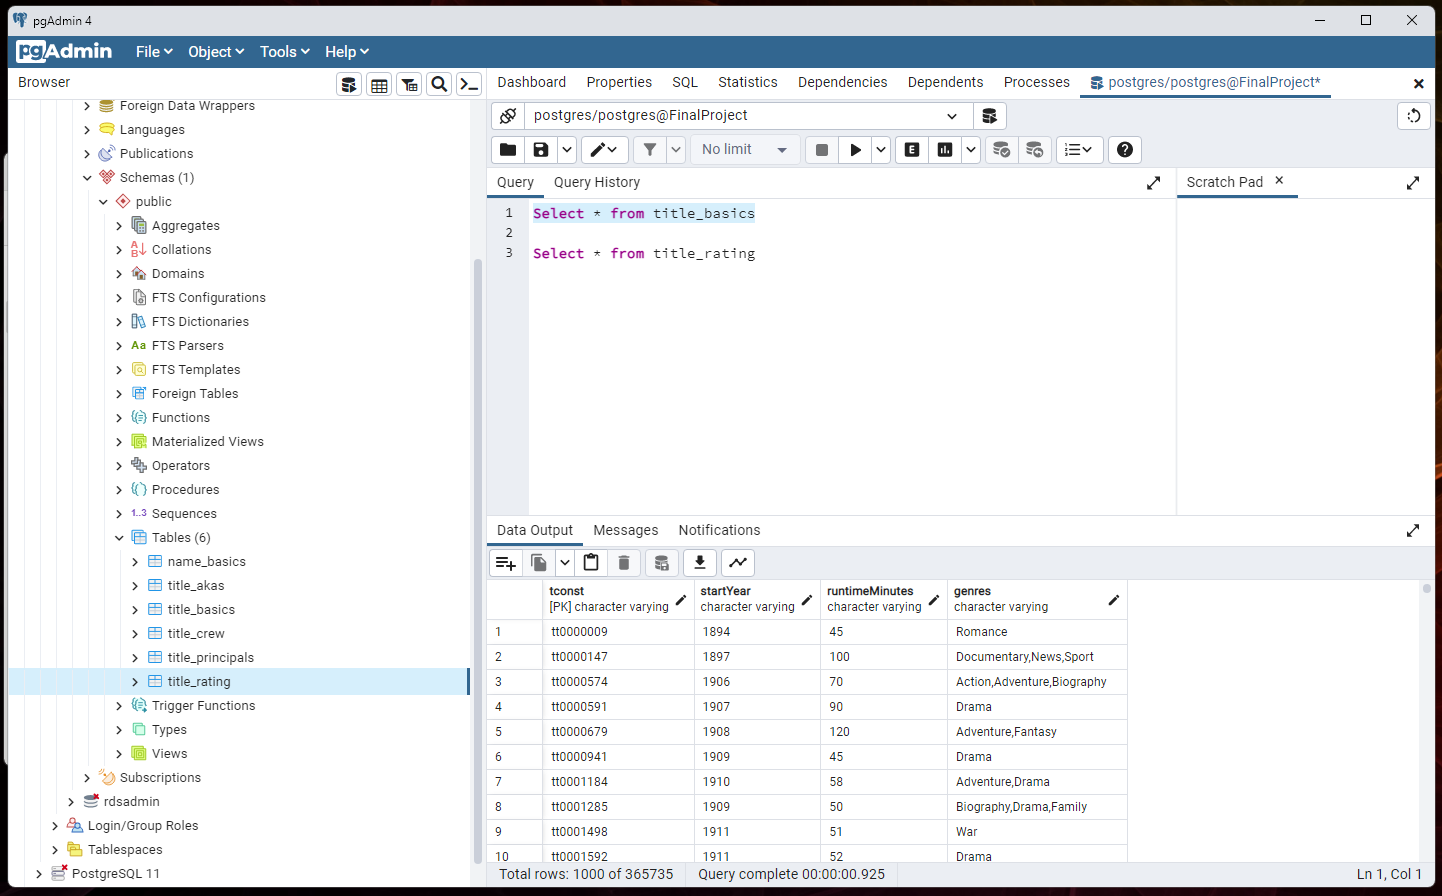 pgAdmin 4
pgAdmin File Object Tools Help
Browser
Dashboard Properties SQL Statistics Dependencies Dependents Processes postgres/postgres@FinalProject*
Foreign Data Wrappers
Languages
Publications
Schemas (1)
public
Aggregates
Collations
Domains
FTS Configurations
FTS Dictionaries
Aa FTS Parsers
FTS Templates
Foreign Tables
Functions
Materialized Views
Operators
Procedures
1..3 Sequences
Tables (6)
name_basics
title_akas
title_basics
title_crew
title_principals
title_rating
Trigger Functions
Types
Views
Subscriptions
rdsadmin
Login/Group Roles
Tablespaces
PostgreSQL 11
postgres/postgres@FinalProject
No limit E
Query Query History
Scratch Pad
1 Select * from title_basics
2
3 Select * from title_rating
Data Output Messages Notifications
tconst startYear runtimeMinutes genres
[PK] character varying character varying character varying character varying
1 tt0000009 1894 45 Romance
2 tt0000147 1897 100 Documentary,News,Sport
3 tt0000574 1906 70 Action,Adventure,Biography
4 tt0000591 1907 90 Drama
5 tt0000679 1908 120 Adventure,Fantasy
6 tt0000941 1909 45 Drama
7 tt0001184 1910 58 Adventure,Drama
8 tt0001285 1909 50 Biography,Drama,Family
9 tt0001498 1911 51 War
10 tt0001592 1911 52 Drama
Total rows: 1000 of 365735 Query complete 00:00:00.925 Ln 1, Col 1